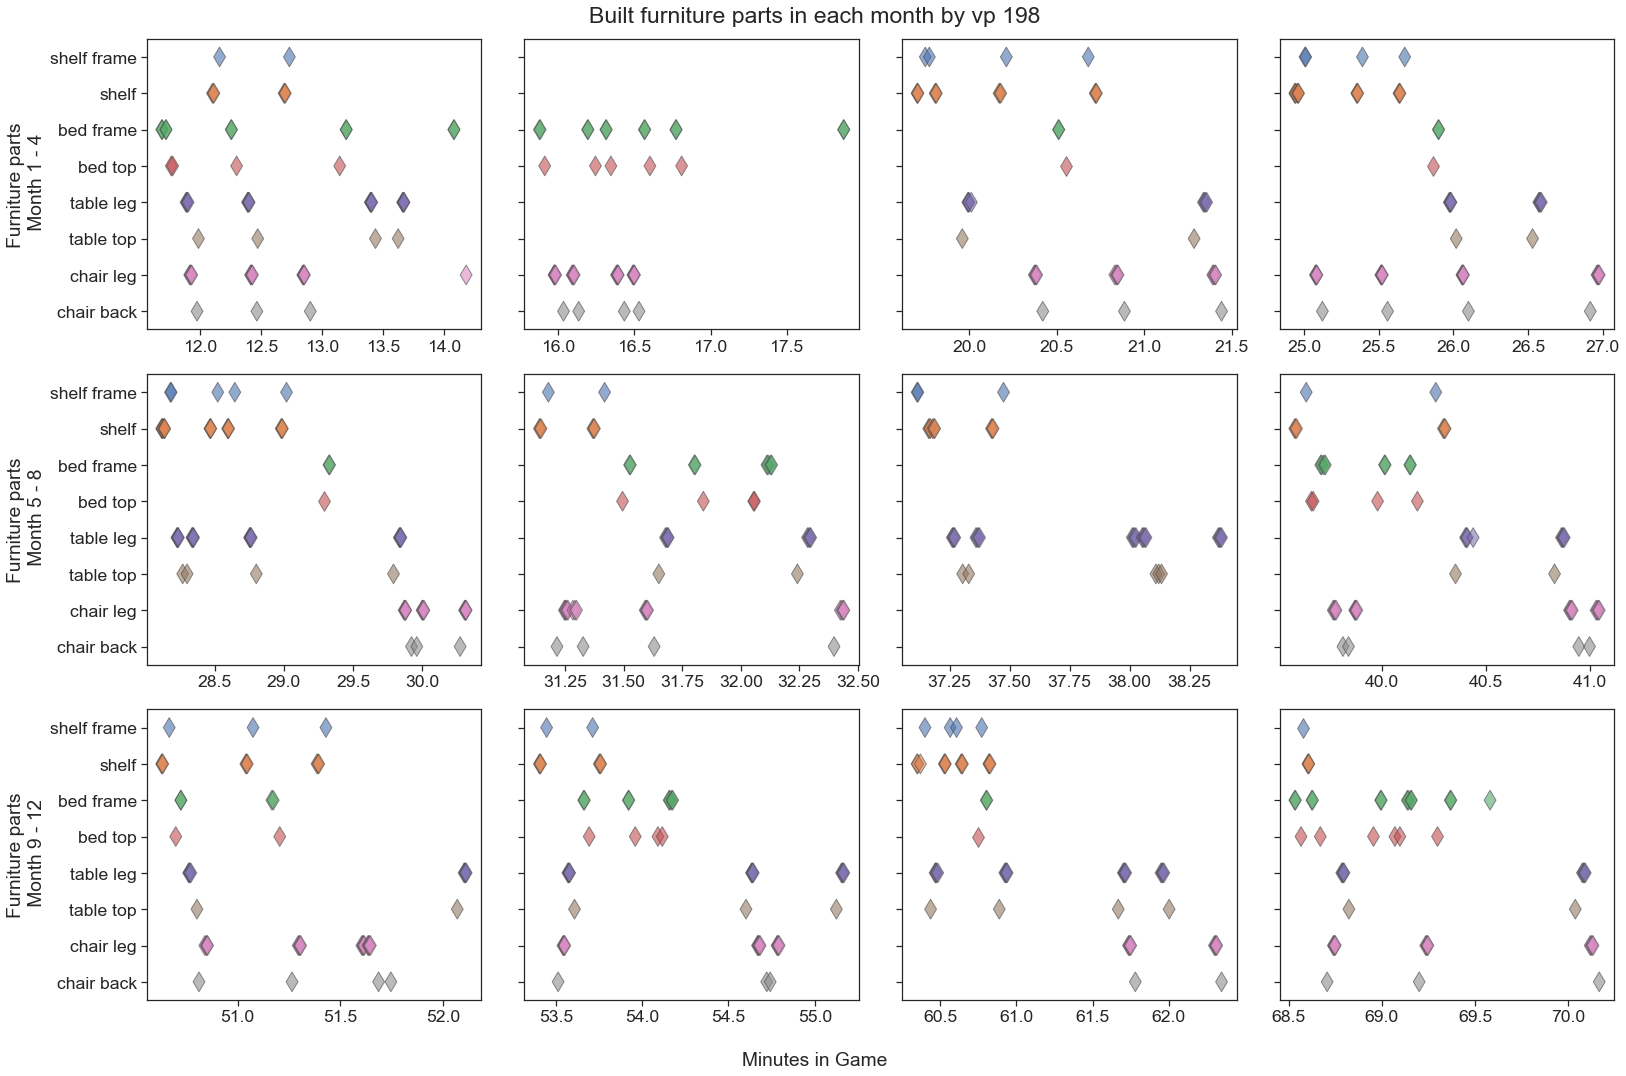 Built furniture parts in each month by vp 198
Furniture parts
Month 1 - 4
shelf frame
shelf
bed frame
bed top
table leg
table top
chair leg
chair back
12.0 12.5 13.0 13.5 14.0
16.0 16.5 17.0 17.5
20.0 20.5 21.0 21.5
25.0 25.5 26.0 26.5 27.0
Furniture parts
Month 5 - 8
shelf frame
shelf
bed frame
bed top
table leg
table top
chair leg
chair back
28.5 29.0 29.5 30.0
31.25 31.50 31.75 32.00 32.25 32.50
37.25 37.50 37.75 38.00 38.25
40.0 40.5 41.0
Furniture parts
Month 9 - 12
shelf frame
shelf
bed frame
bed top
table leg
table top
chair leg
chair back
51.0 51.5 52.0
53.5 54.0 54.5 55.0
60.5 61.0 61.5 62.0
68.5 69.0 69.5 70.0
Minutes in Game